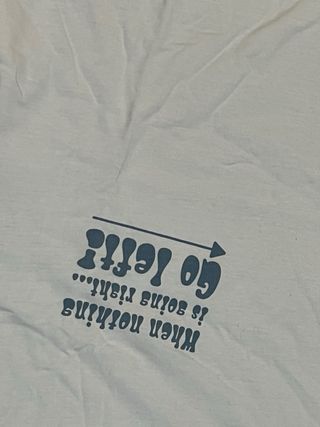 When nothing
is going right...
Go left!